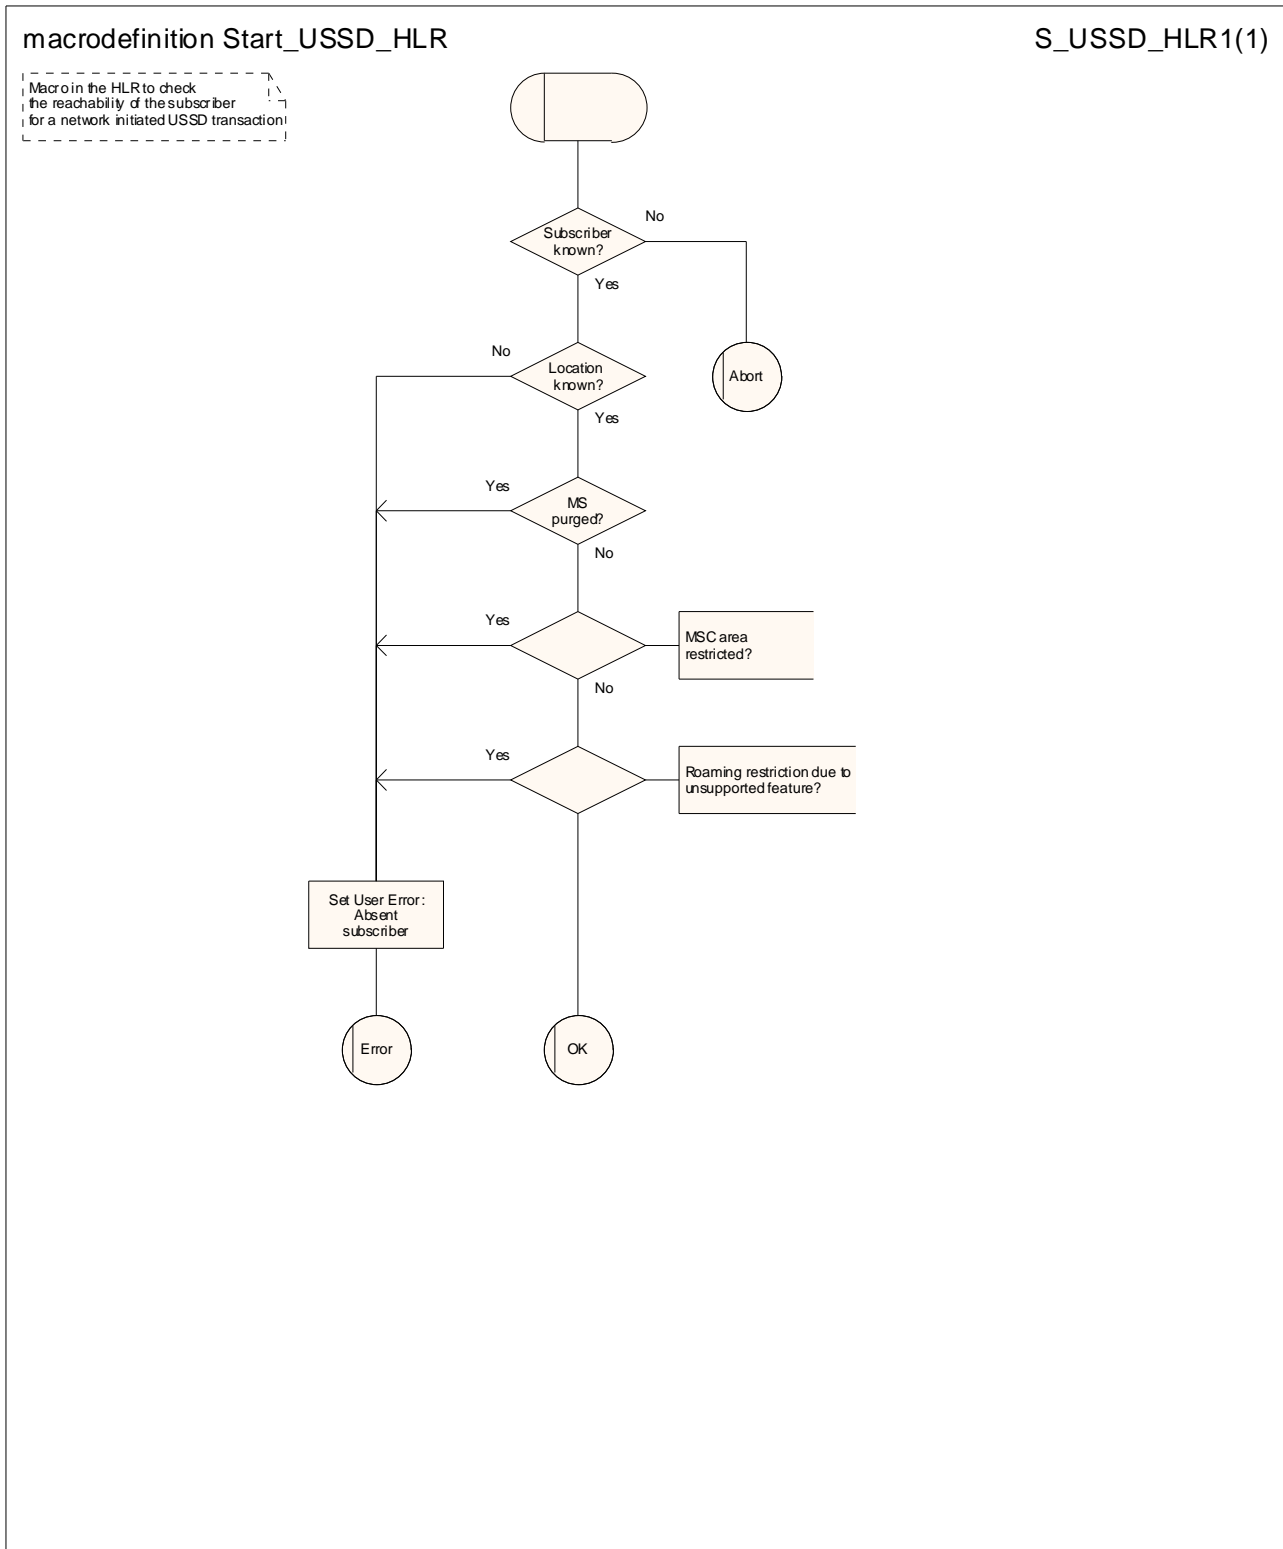 macrodefinition Start_USSD_HLR
S_USSD_HLR1(1)
Macro in the HLR to check
the reachability of the subscriber
for a network initiated USSD transaction
Subscriber
known?
No
Yes
Location
known?
No
Yes
Abort
MS
purged?
Yes
No
Yes
MSC area
restricted?
No
Yes
Roaming restriction due to
unsupported feature?
Set User Error:
Absent
subscriber
Error
OK